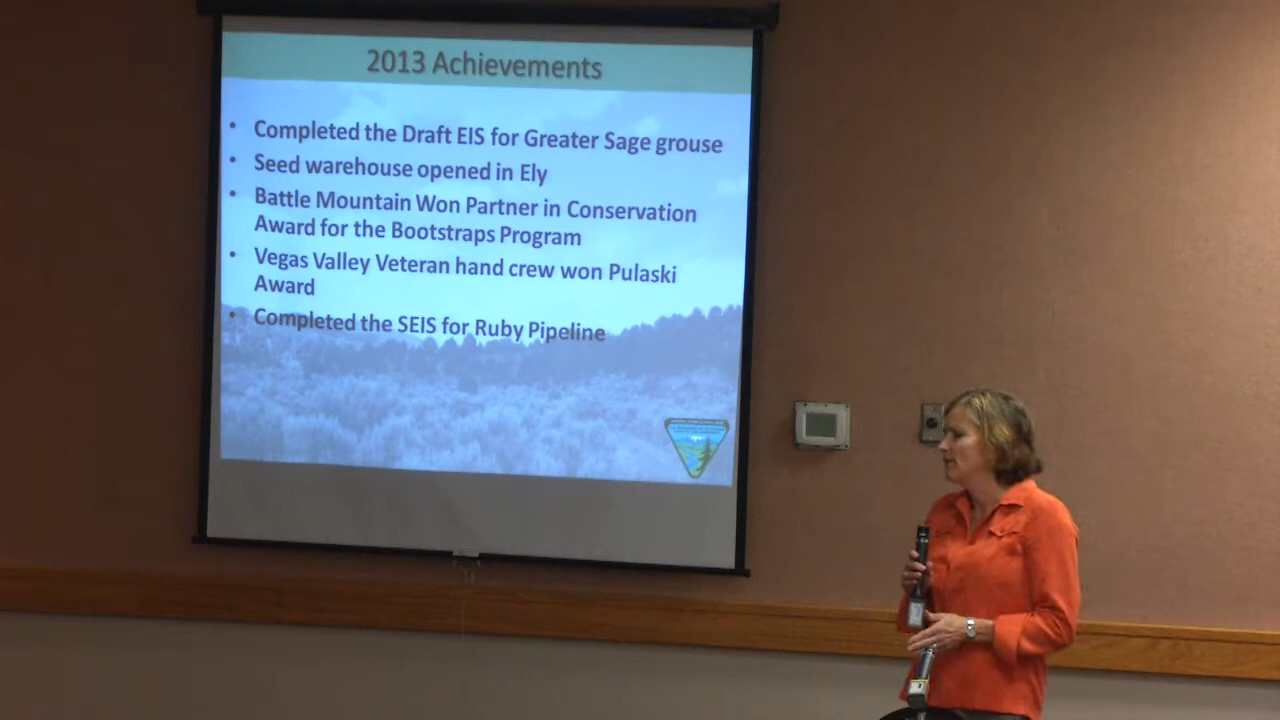 2013 Achievements
• Completed the Draft EIS for Greater Sage grouse
• Seed warehouse opened in Ely
• Battle Mountain Won Partner in Conservation
Award for the Bootstraps Program
• Vegas Valley Veteran hand crew won Pulaski
Award
• Completed the SEIS for Ruby Pipeline